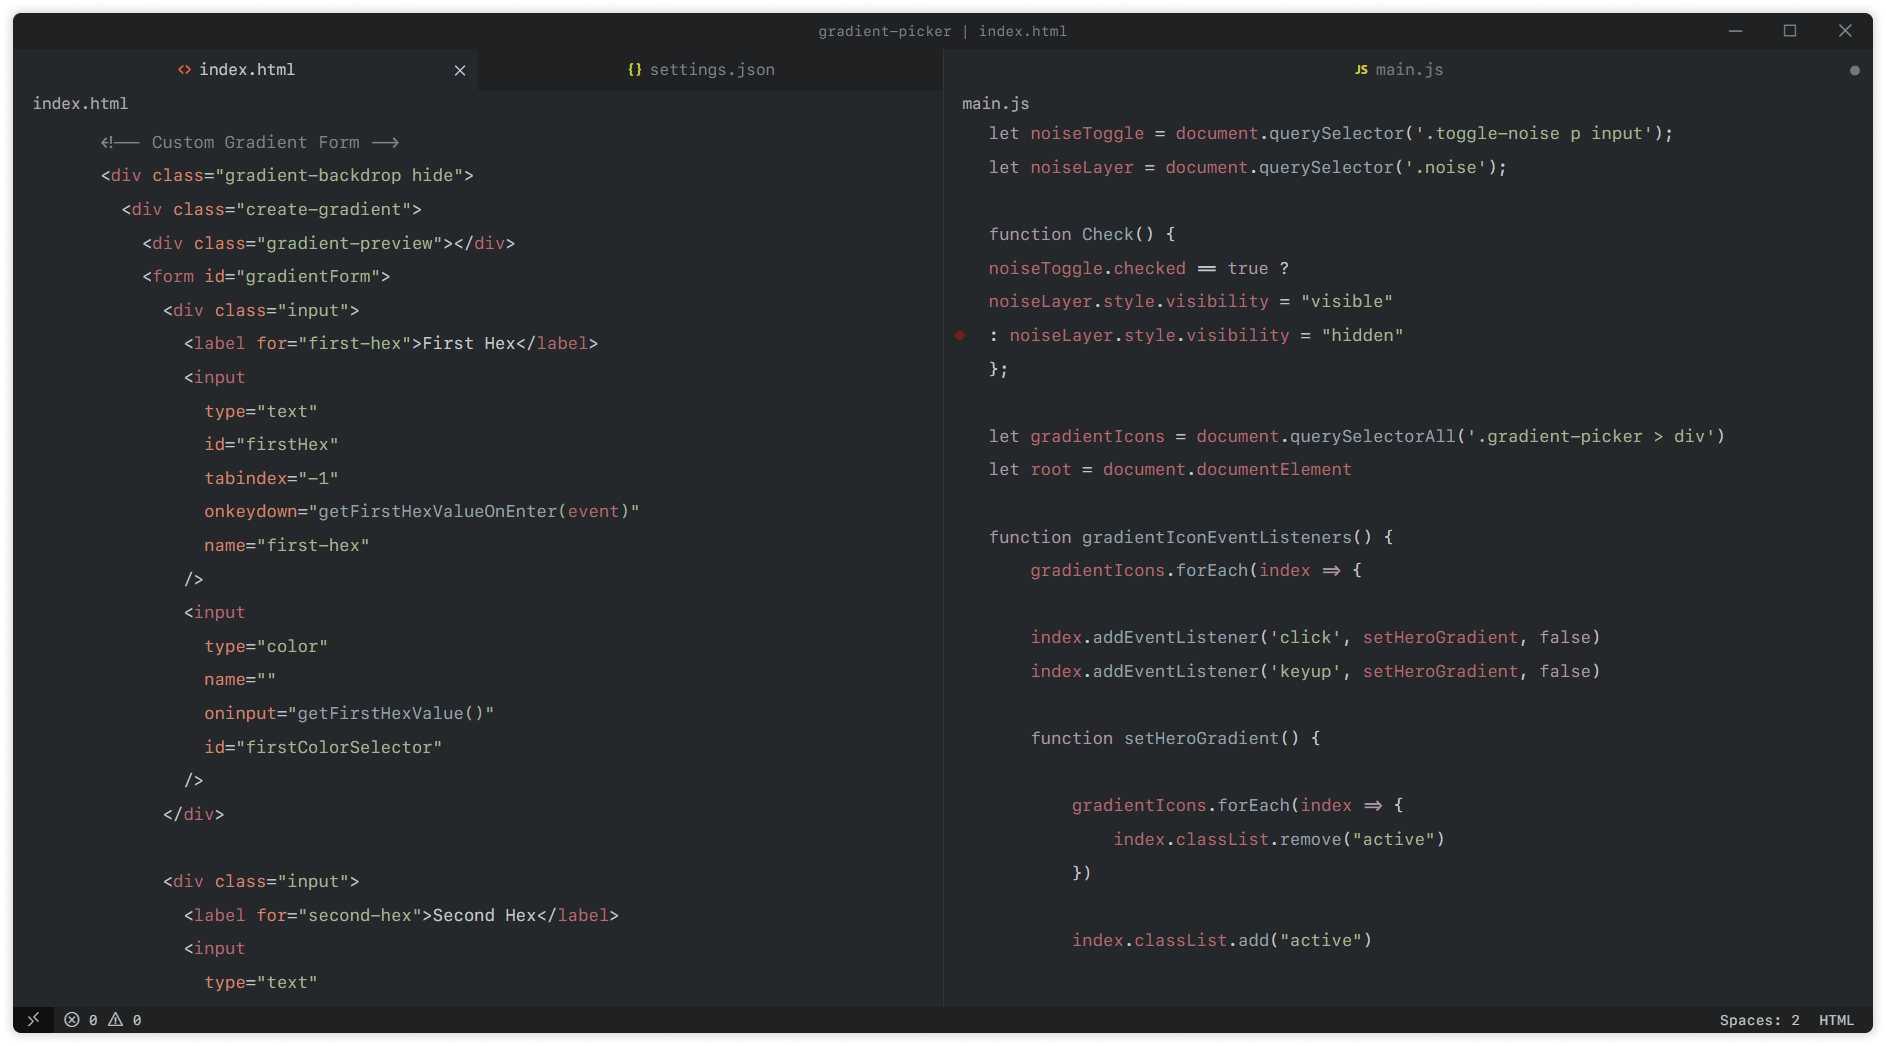 gradient-picker | index.html
<> index.html
{} settings.json
JS main.js
index.html
<!-- Custom Gradient Form -->
<div class="gradient-backdrop hide">
<div class="create-gradient">
<div class="gradient-preview"></div>
<form id="gradientForm">
<div class="input">
<label for="first-hex">First Hex</label>
<input
type="text"
id="firstHex"
tabindex="-1"
onkeydown="getFirstHexValueOnEnter(event)"
name="first-hex"
/>
<input
type="color"
name=""
oninput="getFirstHexValue()"
id="firstColorSelector"
/>
</div>
<div class="input">
<label for="second-hex">Second Hex</label>
<input
type="text"
main.js
let noiseToggle = document.querySelector('.toggle-noise p input');
let noiseLayer = document.querySelector('.noise');
function Check() {
noiseToggle.checked == true ?
noiseLayer.style.visibility = "visible"
: noiseLayer.style.visibility = "hidden"
};
let gradientIcons = document.querySelectorAll('.gradient-picker > div')
let root = document.documentElement
function gradientIconEventListeners() {
gradientIcons.forEach(index => {
index.addEventListener('click', setHeroGradient, false)
index.addEventListener('keyup', setHeroGradient, false)
function setHeroGradient() {
gradientIcons.forEach(index => {
index.classList.remove("active")
})
index.classList.add("active")
0 0
Spaces: 2 HTML